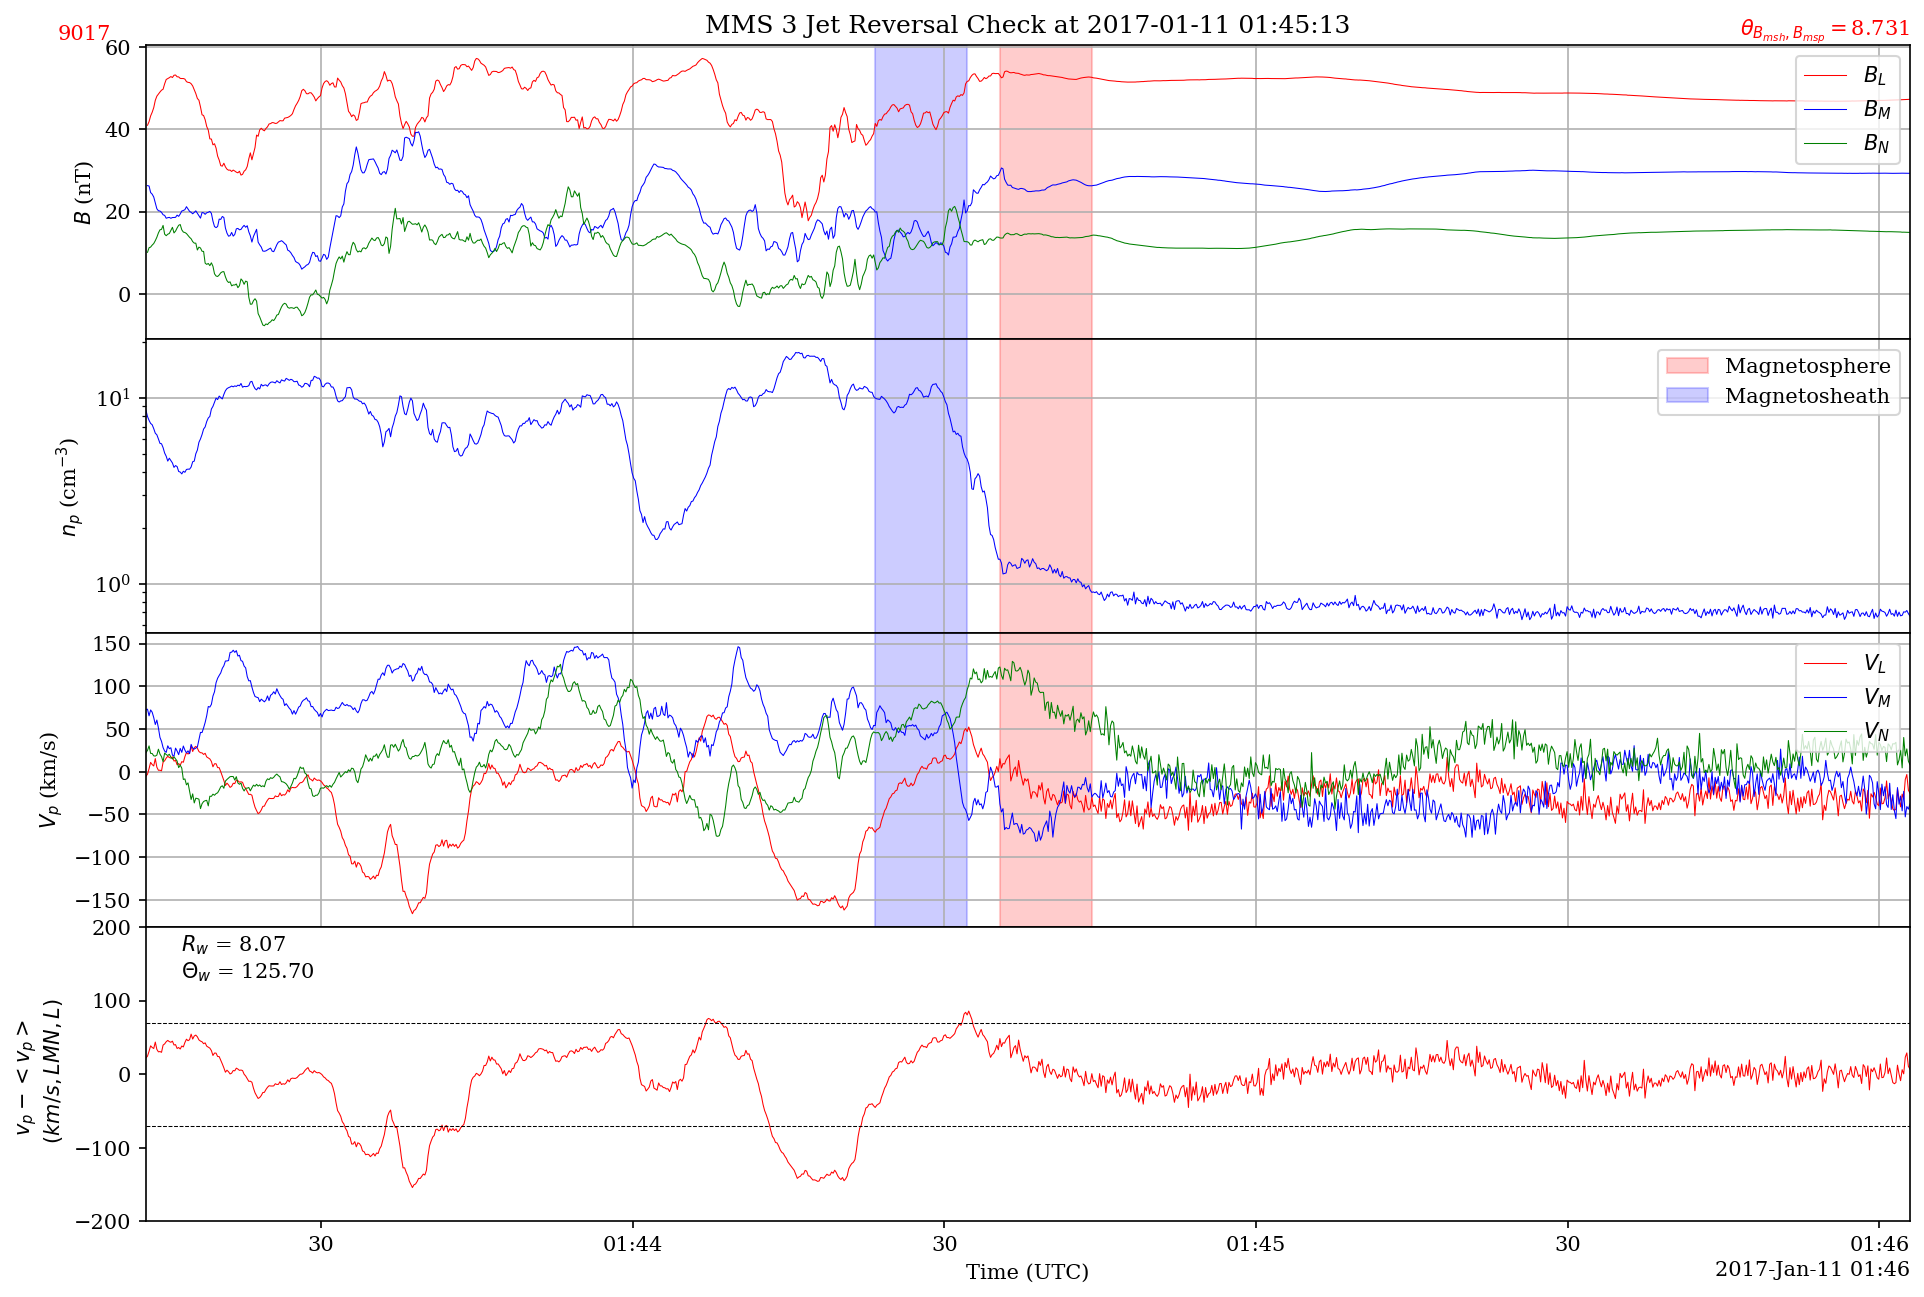 MMS 3 Jet Reversal Check at 2017-01-11 01:45:13
9017
θ_{B_{msh}, B_{msp}} = 8.731
60
40
20
0
B (nT)
B_L
B_M
B_N
10^1
10^0
n_p (cm^{−3})
Magnetosphere
Magnetosheath
150
100
50
0
−50
−100
−150
V_p (km/s)
V_L
V_M
V_N
200
100
0
−100
−200
v_p − < v_p >
(km/s, LMN, L)
R_w = 8.07
Θ_w = 125.70
30 01:44 30 01:45 30 01:46
Time (UTC)
2017-Jan-11 01:46